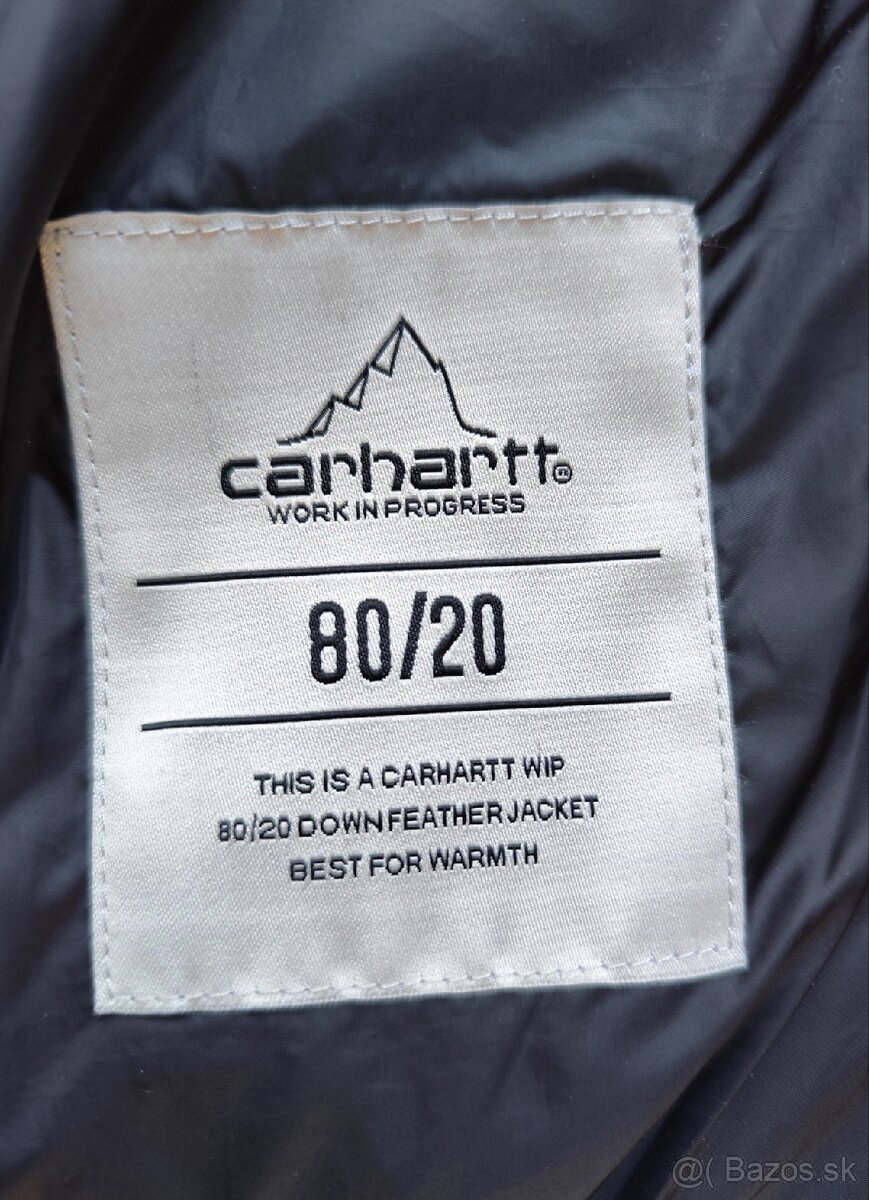 carhartt®
WORK IN PROGRESS
80/20
THIS IS A CARHARTT WIP
80/20 DOWN FEATHER JACKET
BEST FOR WARMTH
@( Bazos.sk